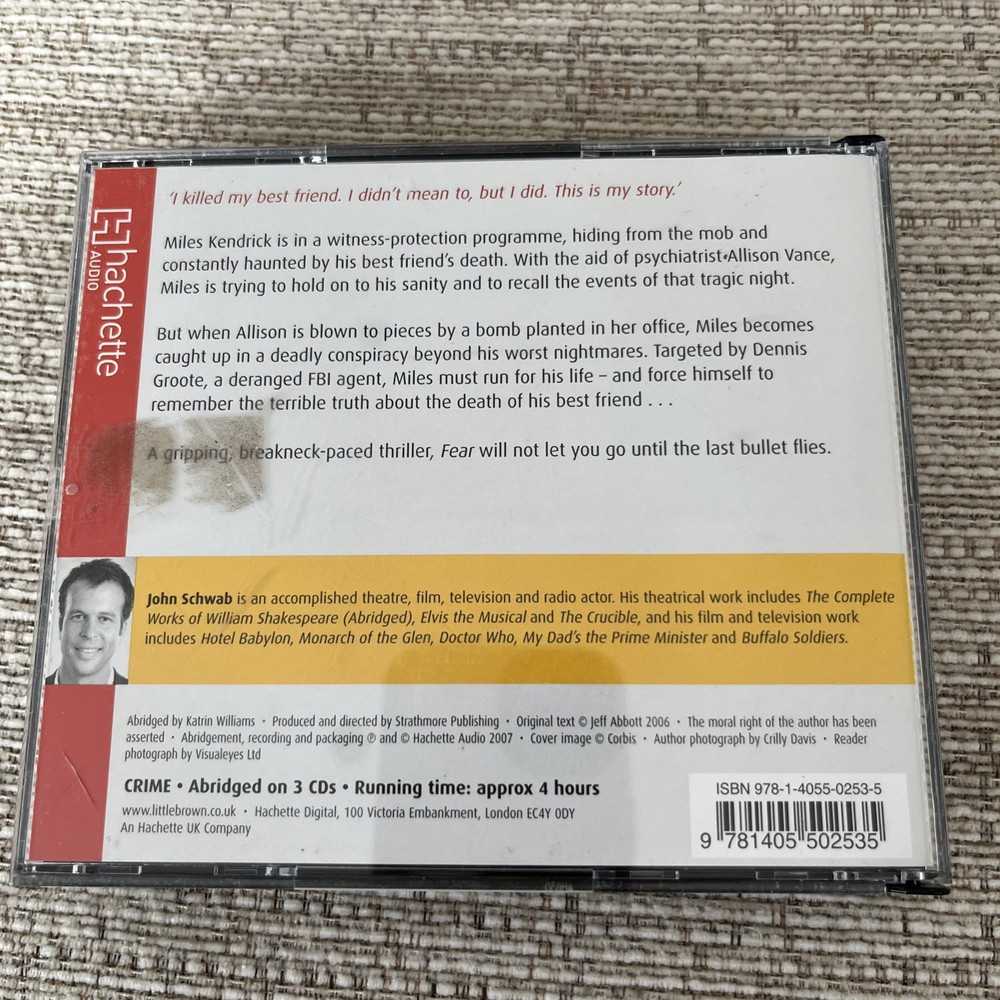 hachette
AUDIO
‘I killed my best friend. I didn’t mean to, but I did. This is my story.’
Miles Kendrick is in a witness-protection programme, hiding from the mob and
constantly haunted by his best friend’s death. With the aid of psychiatrist Allison Vance,
Miles is trying to hold on to his sanity and to recall the events of that tragic night.
But when Allison is blown to pieces by a bomb planted in her office, Miles becomes
caught up in a deadly conspiracy beyond his worst nightmares. Targeted by Dennis
Groote, a deranged FBI agent, Miles must run for his life – and force himself to
remember the terrible truth about the death of his best friend . . .
A gripping, breakneck-paced thriller, Fear will not let you go until the last bullet flies.
John Schwab is an accomplished theatre, film, television and radio actor. His theatrical work includes The Complete
Works of William Shakespeare (Abridged), Elvis the Musical and The Crucible, and his film and television work
includes Hotel Babylon, Monarch of the Glen, Doctor Who, My Dad’s the Prime Minister and Buffalo Soldiers.
Abridged by Katrin Williams • Produced and directed by Strathmore Publishing • Original text © Jeff Abbott 2006 • The moral right of the author has been
asserted • Abridgement, recording and packaging ℗ and © Hachette Audio 2007 • Cover image © Corbis • Author photograph by Crilly Davis • Reader
photograph by Visualeyes Ltd
CRIME • Abridged on 3 CDs • Running time: approx 4 hours
www.littlebrown.co.uk • Hachette Digital, 100 Victoria Embankment, London EC4Y 0DY
An Hachette UK Company
ISBN 978-1-4055-0253-5
9 781405 502535